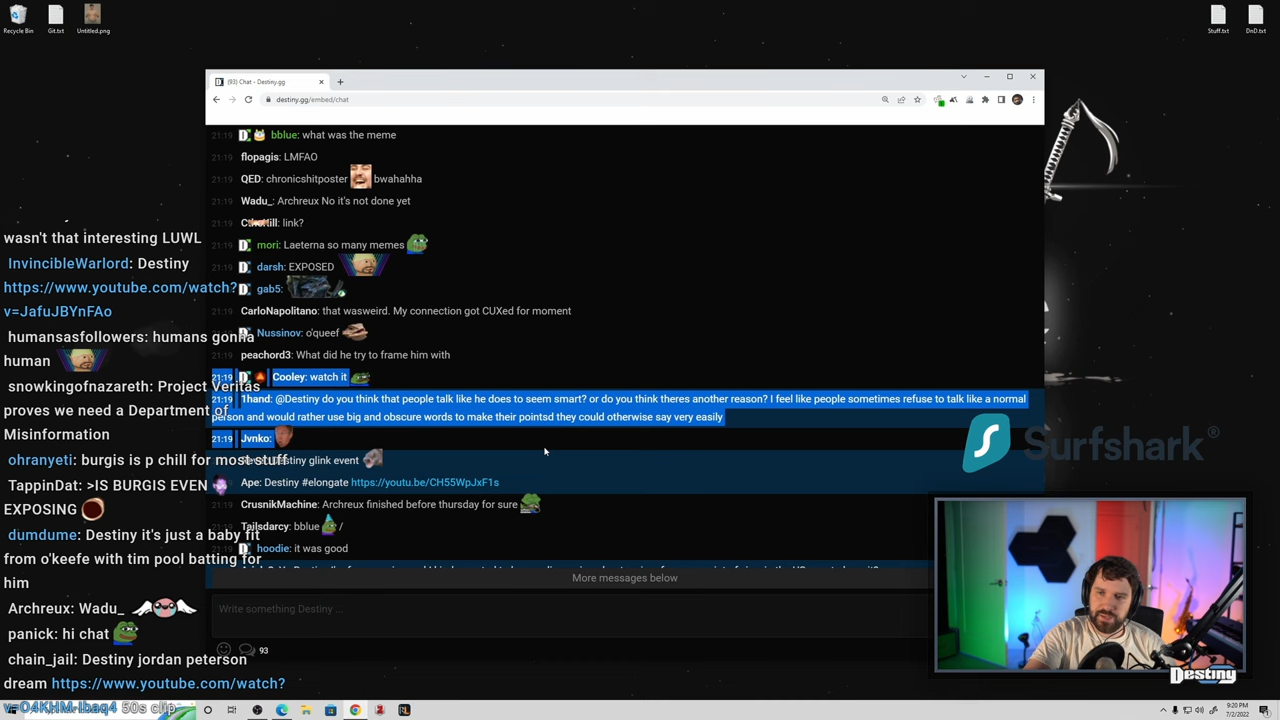 Recycle Bin
Git.txt
Untitled.png
Stuff.txt
DnD.txt
(93) Chat - Destiny.gg
destiny.gg/embed/chat
21:19 bblue: what was the meme
21:19 flopagis: LMFAO
21:19 QED: chronicshitposter bwahahha
21:19 Wadu_: Archreux No it's not done yet
21:19 link?
21:19 mori: Laeterna so many memes
21:19 darsh: EXPOSED
21:19 gab5:
21:19 CarloNapolitano: that wasweird. My connection got CUXed for moment
21:19 Nussinov: o'queef
21:19 peachord3: What did he try to frame him with
21:19 Cooley: watch it
21:19 1hand: @Destiny do you think that people talk like he does to seem smart? or do you think theres another reason? I feel like people sometimes refuse to talk like a normal
person and would rather use big and obscure words to make their pointsd they could otherwise say very easily
21:19 Jvnko:
Destiny glink event
Ape: Destiny #elongate https://youtu.be/CH55WpJxF1s
CrusnikMachine: Archreux finished before thursday for sure
Tailsdarcy: bblue /
hoodie: it was good
More messages below
Write something Destiny ...
93
wasn't that interesting LUWL
InvincibleWarlord: Destiny
https://www.youtube.com/watch?
v=JafuJBYnFAo
humansasfollowers: humans gonna
human
snowkingofnazareth: Project Veritas
proves we need a Department of
Misinformation
ohranyeti: burgis is p chill for most stuff
TappinDat: >IS BURGIS EVEN
EXPOSING
dumdume: Destiny it's just a baby fit
from o'keefe with tim pool batting for
him
Archreux: Wadu_
panick: hi chat
chain_jail: Destiny jordan peterson
dream https://www.youtube.com/watch?
v=O4KHM-lbaq4 50s clip
Surfshark®
Destiny
9:20 PM
7/2/2022